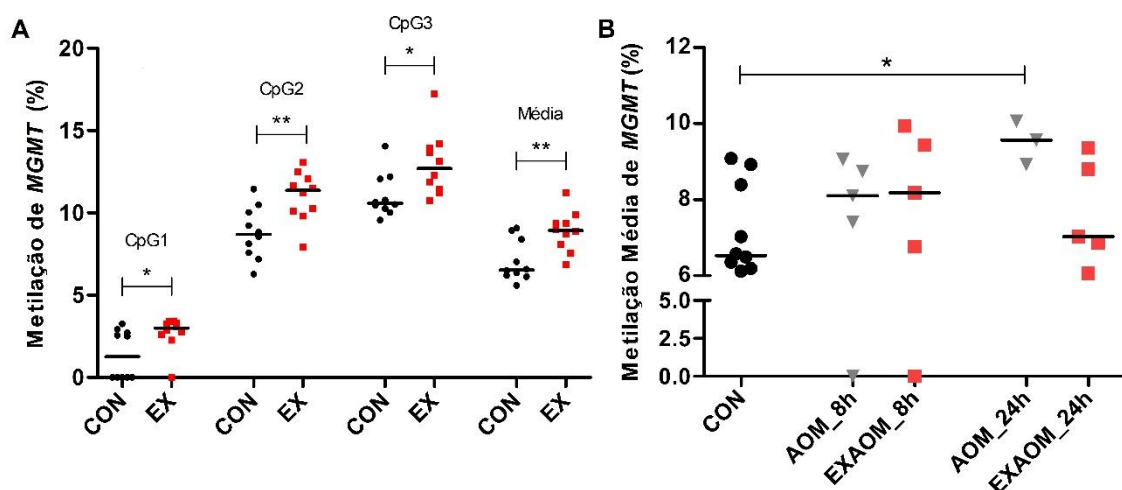 A
Metilação de MGMT (%)
20
15
10
5
0
CpG1
*
CpG2
**
CpG3
*
Média
**
CON
EX
CON
EX
CON
EX
CON
EX
B
Metilação Média de MGMT (%)
12
10
8
6
5.0
2.5
0.0
*
CON
AOM_8h
EXAOM_8h
AOM_24h
EXAOM_24h